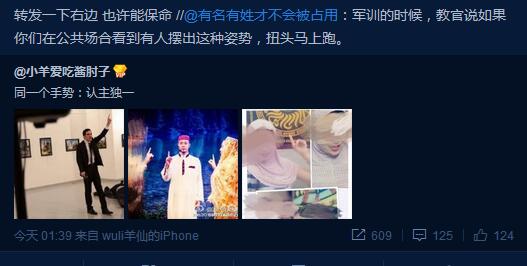 转发一下右边 也许能保命 //@有名有姓才不会被占用：军训的时候，教官说如果
你们在公共场合看到有人摆出这种姿势，扭头马上跑。
@小羊爱吃酱肘子
同一个手势：认主独一
今天 01:39 来自 wuli羊仙的iPhone
609
125
124